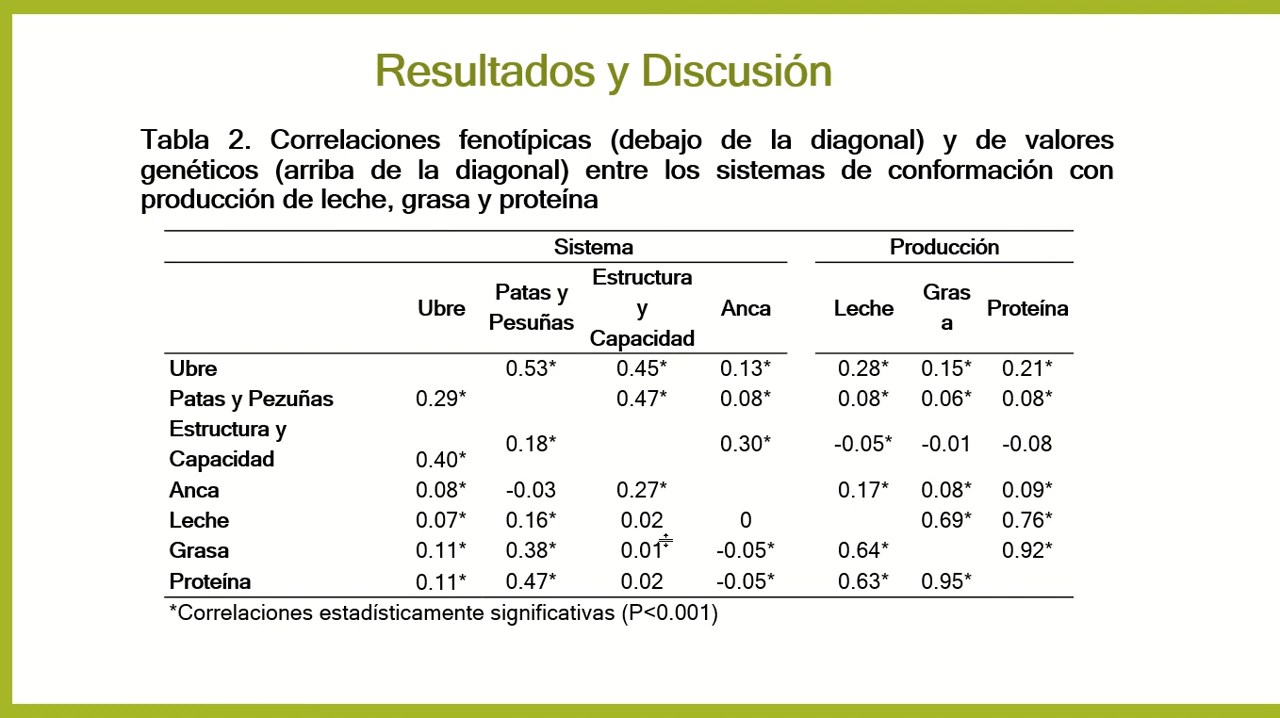 Resultados y Discusión
Tabla 2. Correlaciones fenotípicas (debajo de la diagonal) y de valores
genéticos (arriba de la diagonal) entre los sistemas de conformación con
producción de leche, grasa y proteína
Sistema Producción
Ubre Patas y Pesuñas Estructura y Capacidad Anca Leche Gras a Proteína
Ubre 0.53* 0.45* 0.13* 0.28* 0.15* 0.21*
Patas y Pezuñas 0.29* 0.47* 0.08* 0.08* 0.06* 0.08*
Estructura y Capacidad 0.40* 0.18* 0.30* -0.05* -0.01 -0.08
Anca 0.08* -0.03 0.27* 0.17* 0.08* 0.09*
Leche 0.07* 0.16* 0.02 0 0.69* 0.76*
Grasa 0.11* 0.38* 0.01* -0.05* 0.64* 0.92*
Proteína 0.11* 0.47* 0.02 -0.05* 0.63* 0.95*
*Correlaciones estadísticamente significativas (P<0.001)